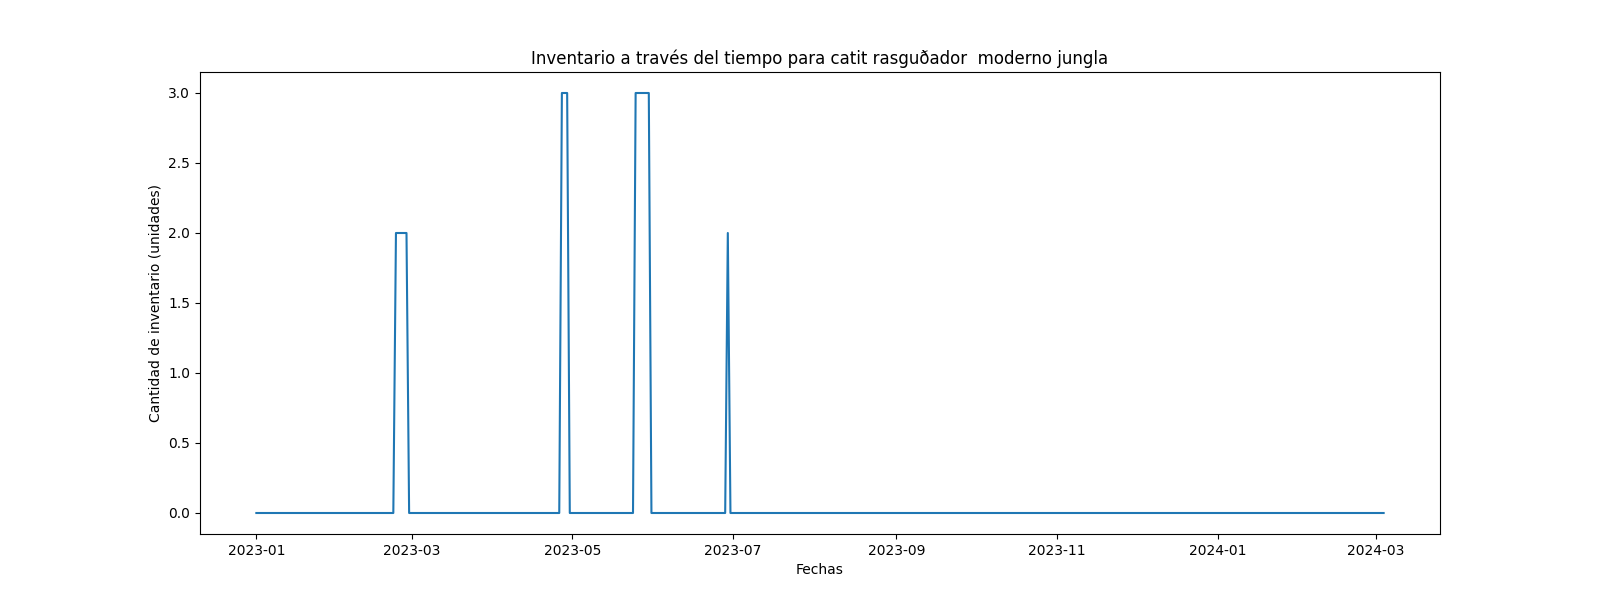 Inventario a través del tiempo para catit rasguðador  moderno jungla
Cantidad de inventario (unidades)
3.0
2.5
2.0
1.5
1.0
0.5
0.0
2023-01 2023-03 2023-05 2023-07 2023-09 2023-11 2024-01 2024-03
Fechas